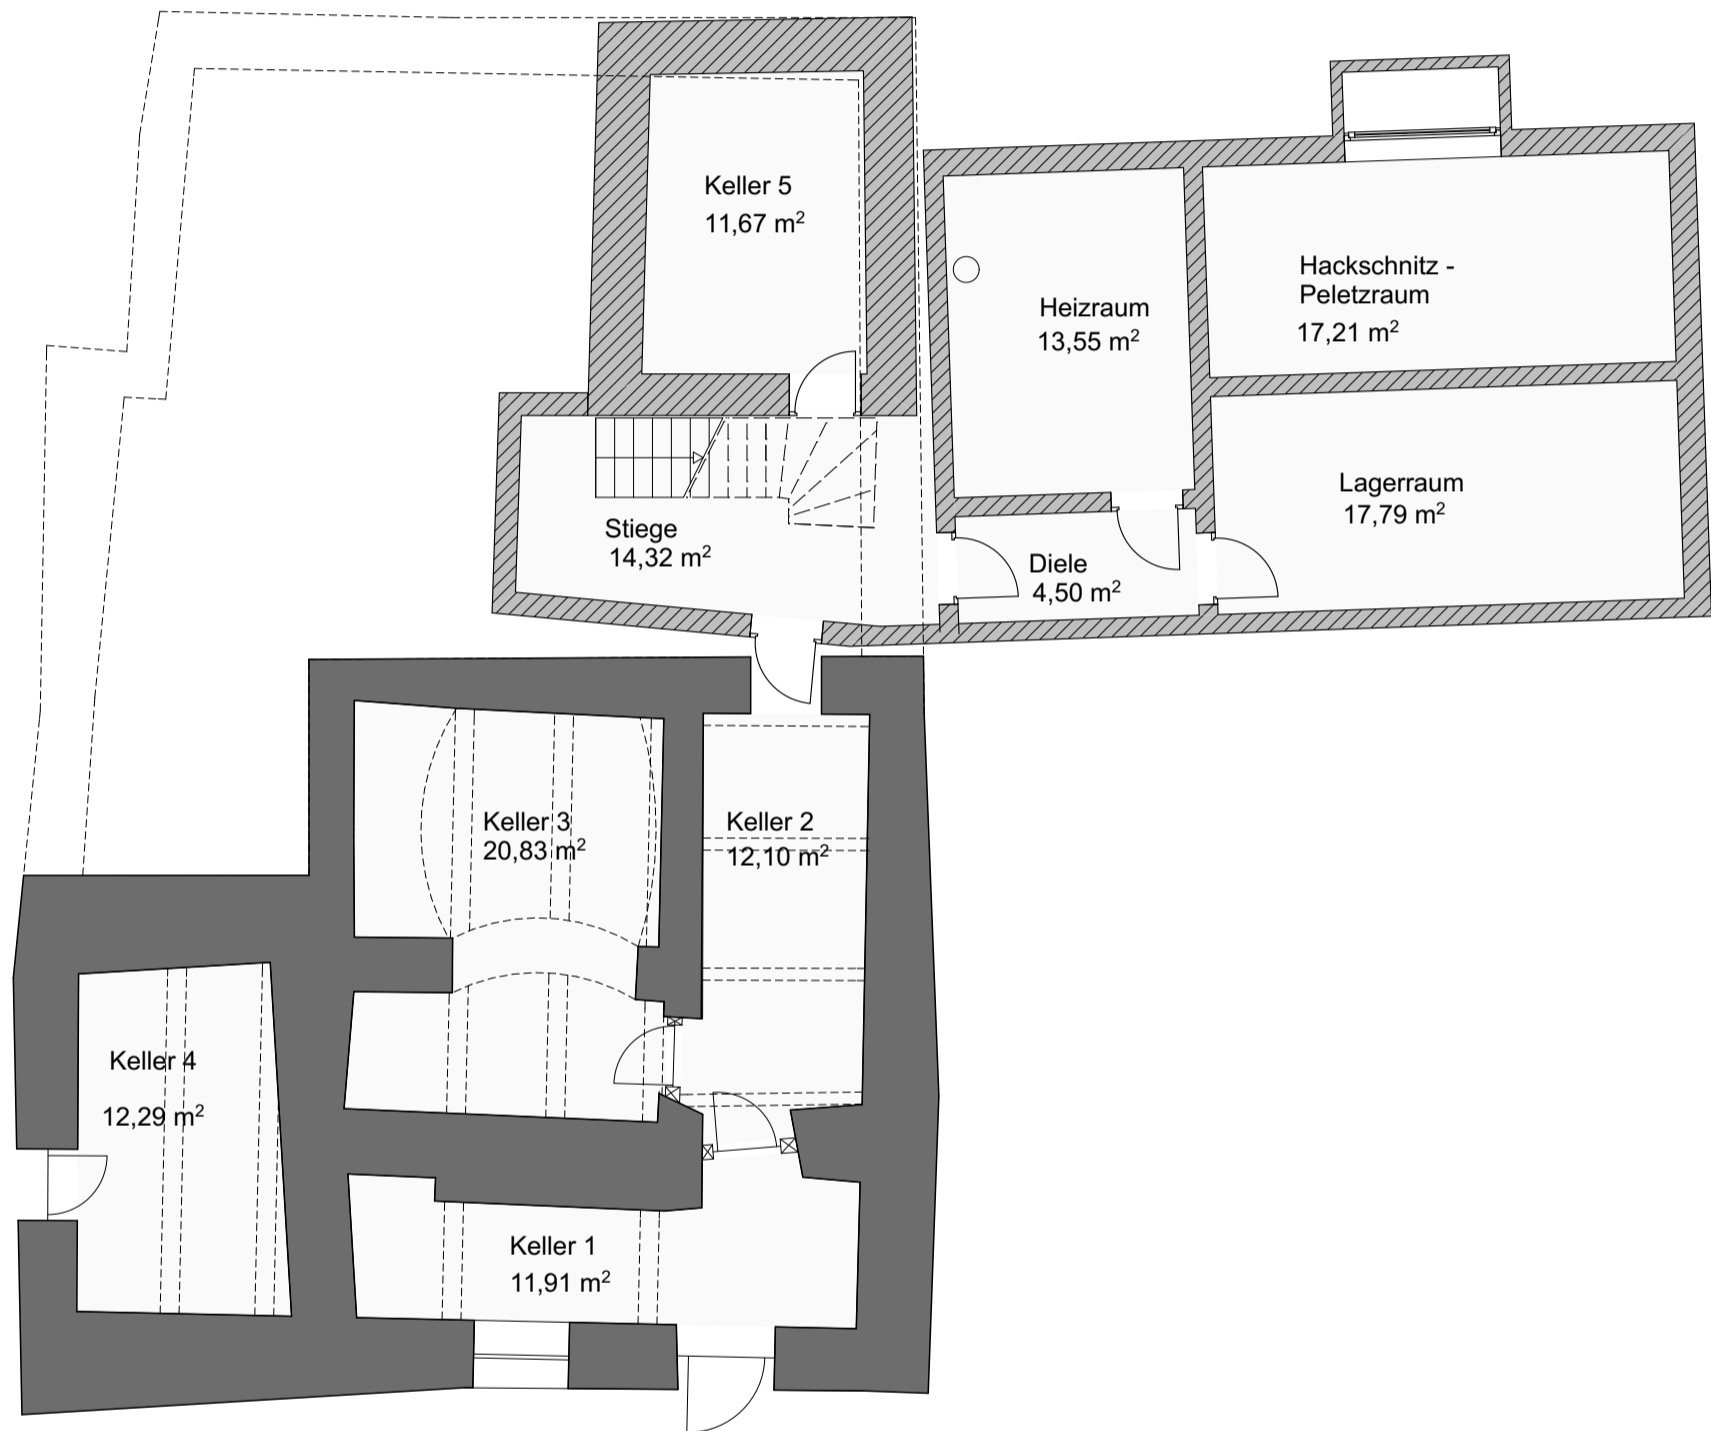 Keller 5
11,67 m²
Hackschnitz -
Peletzraum
17,21 m²
Heizraum
13,55 m²
Lagerraum
17,79 m²
Stiege
14,32 m²
Diele
4,50 m²
Keller 3
20,83 m²
Keller 2
12,10 m²
Keller 4
12,29 m²
Keller 1
11,91 m²